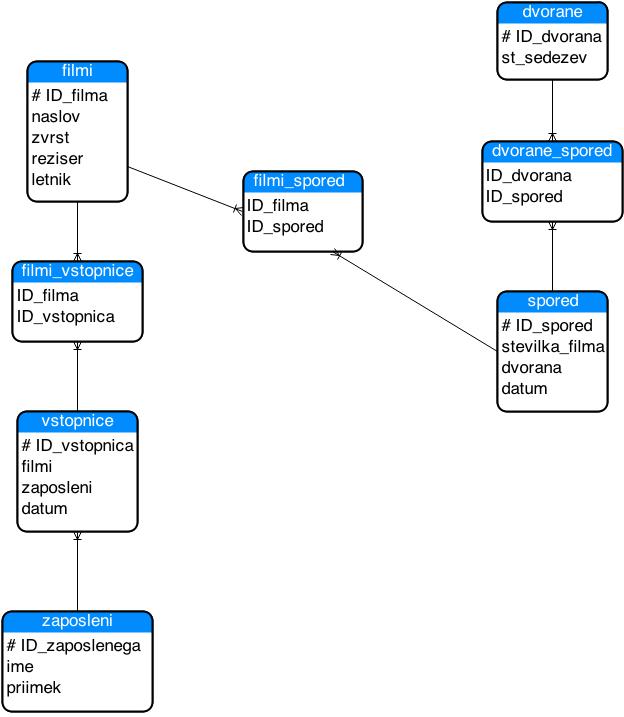 dvorane
# ID_dvorana
st_sedezev
filmi
# ID_filma
naslov
zvrst
reziser
letnik
dvorane_spored
ID_dvorana
ID_spored
filmi_spored
ID_filma
ID_spored
filmi_vstopnice
ID_filma
ID_vstopnica
spored
# ID_spored
stevilka_filma
dvorana
datum
vstopnice
# ID_vstopnica
filmi
zaposleni
datum
zaposleni
# ID_zaposlenega
ime
priimek